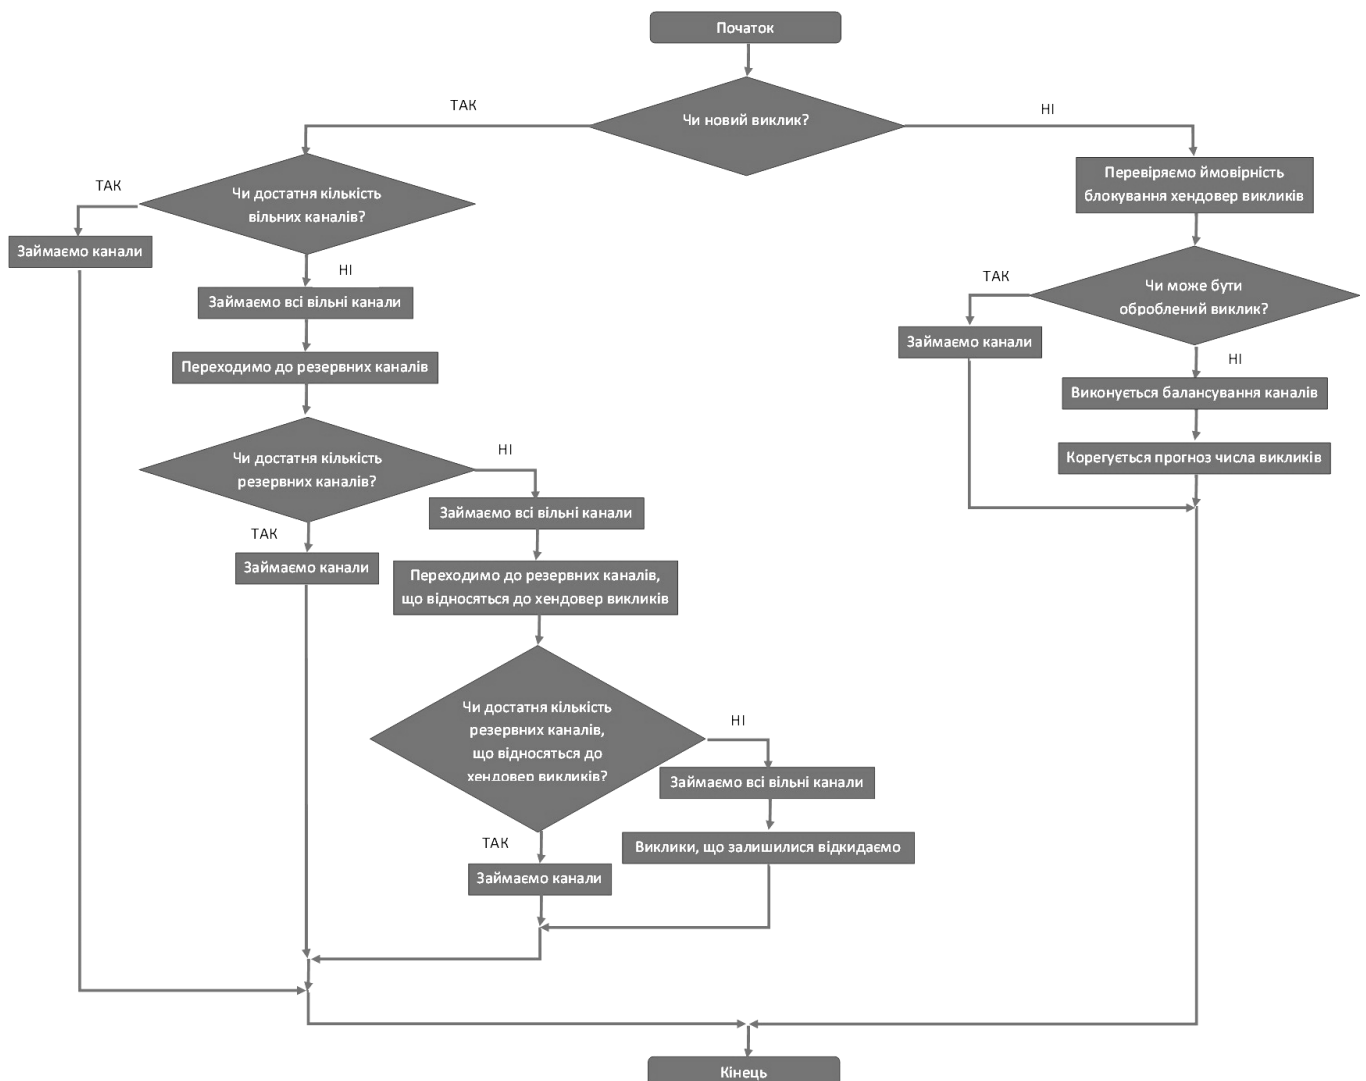 Початок
Чи новий виклик?
ТАК
НІ
Чи достатня кількість
вільних каналів?
ТАК
Займаємо канали
НІ
Займаємо всі вільні канали
Переходимо до резервних каналів
Чи достатня кількість
резервних каналів?
НІ
ТАК
Займаємо канали
Займаємо всі вільні канали
Переходимо до резервних каналів,
що відносяться до хендовер викликів
Чи достатня кількість
резервних каналів,
що відносяться до
хендовер викликів?
НІ
Займаємо всі вільні канали
Виклики, що залишилися відкидаємо
ТАК
Займаємо канали
Перевіряємо ймовірність
блокування хендовер викликів
Чи може бути
оброблений виклик?
ТАК
Займаємо канали
НІ
Виконується балансування каналів
Корегується прогноз числа викликів
Кінець